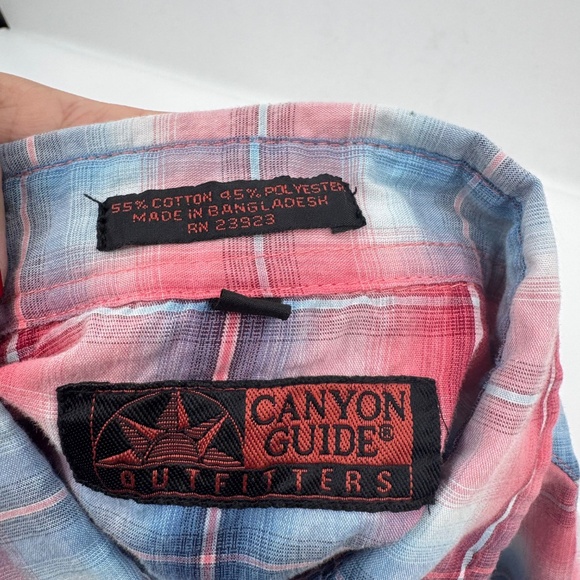 55% COTTON 45% POLYESTER
MADE IN BANGLADESH
RN 23923
CANYON
GUIDE®
OUTFITTERS